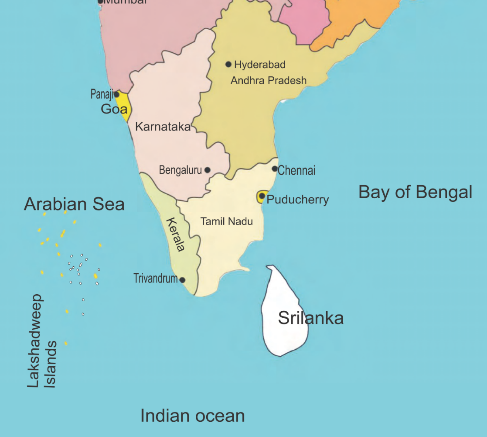 Mumbai
Hyderabad
Andhra Pradesh
Panaji
Goa
Karnataka
Bengaluru
Chennai
Arabian Sea
Bay of Bengal
Puducherry
Tamil Nadu
Kerala
Trivandrum
Lakshadweep
Islands
Srilanka
Indian ocean